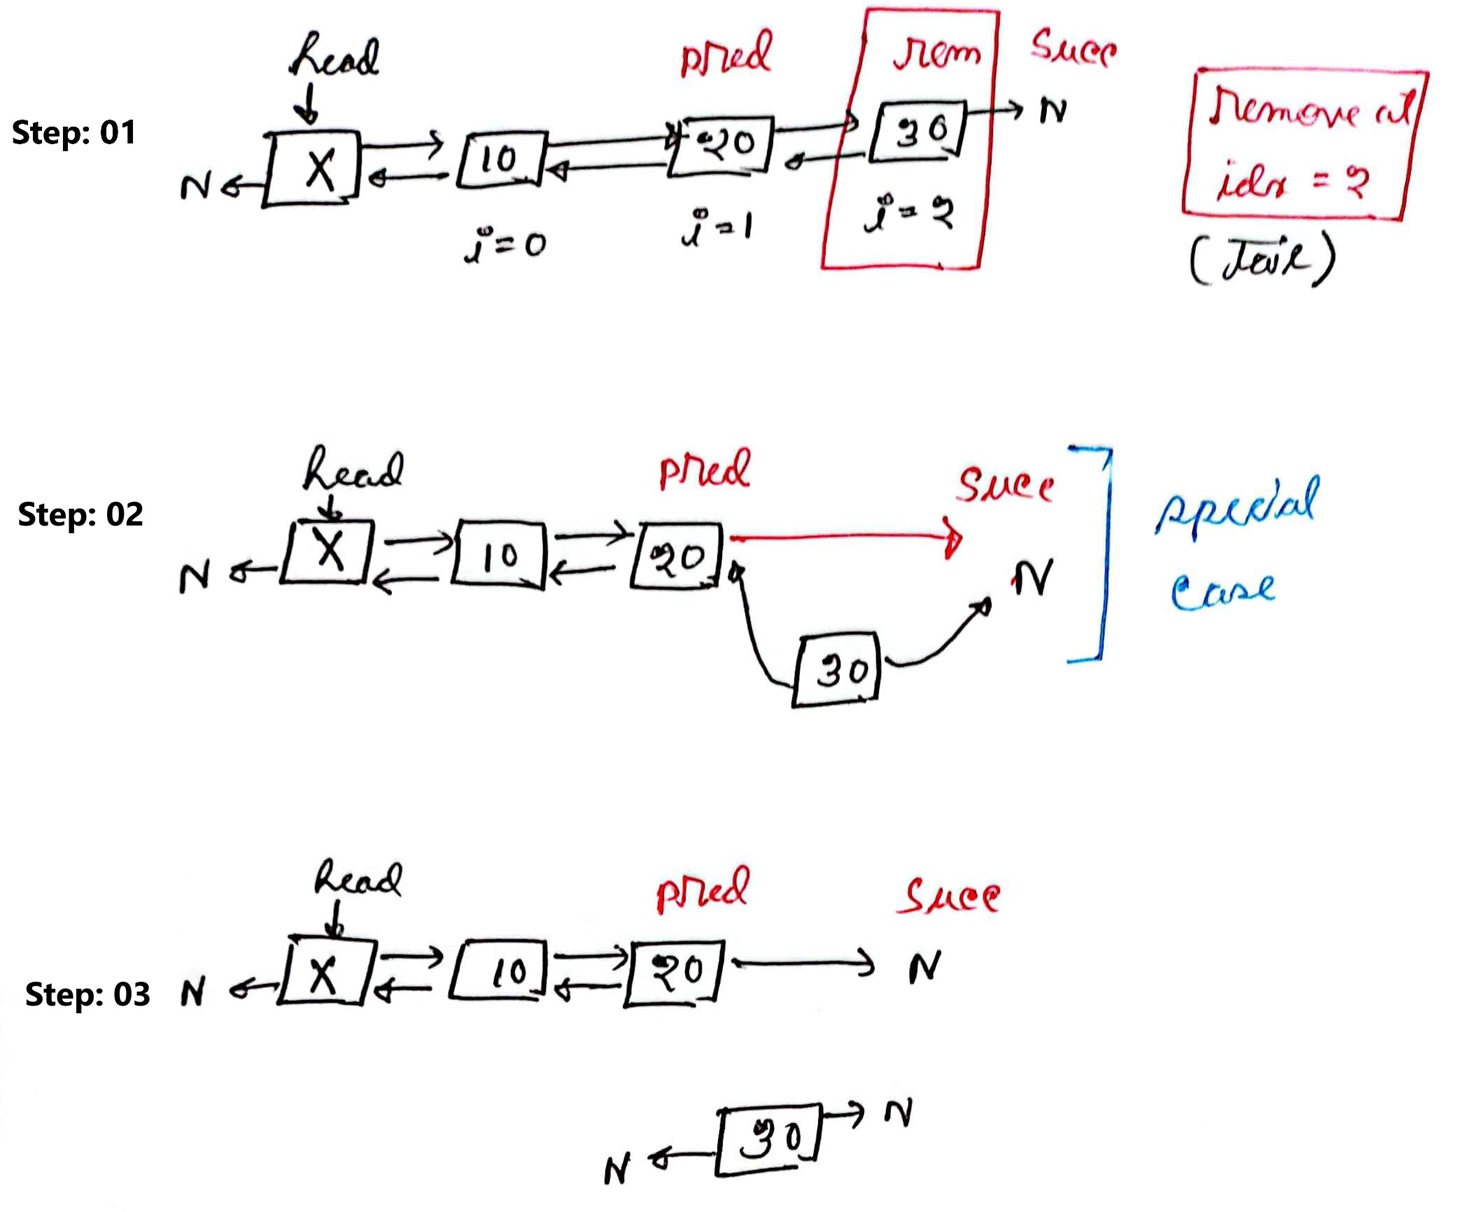 head pred rem succ
Step: 01 N X 10 20 30 N remove at
idx = 2
i=0 i=1 i=2
(Tail)
head pred succ special
Step: 02 N X 10 20 N case
30
head pred succ
Step: 03 N X 10 20 N
N 30 N